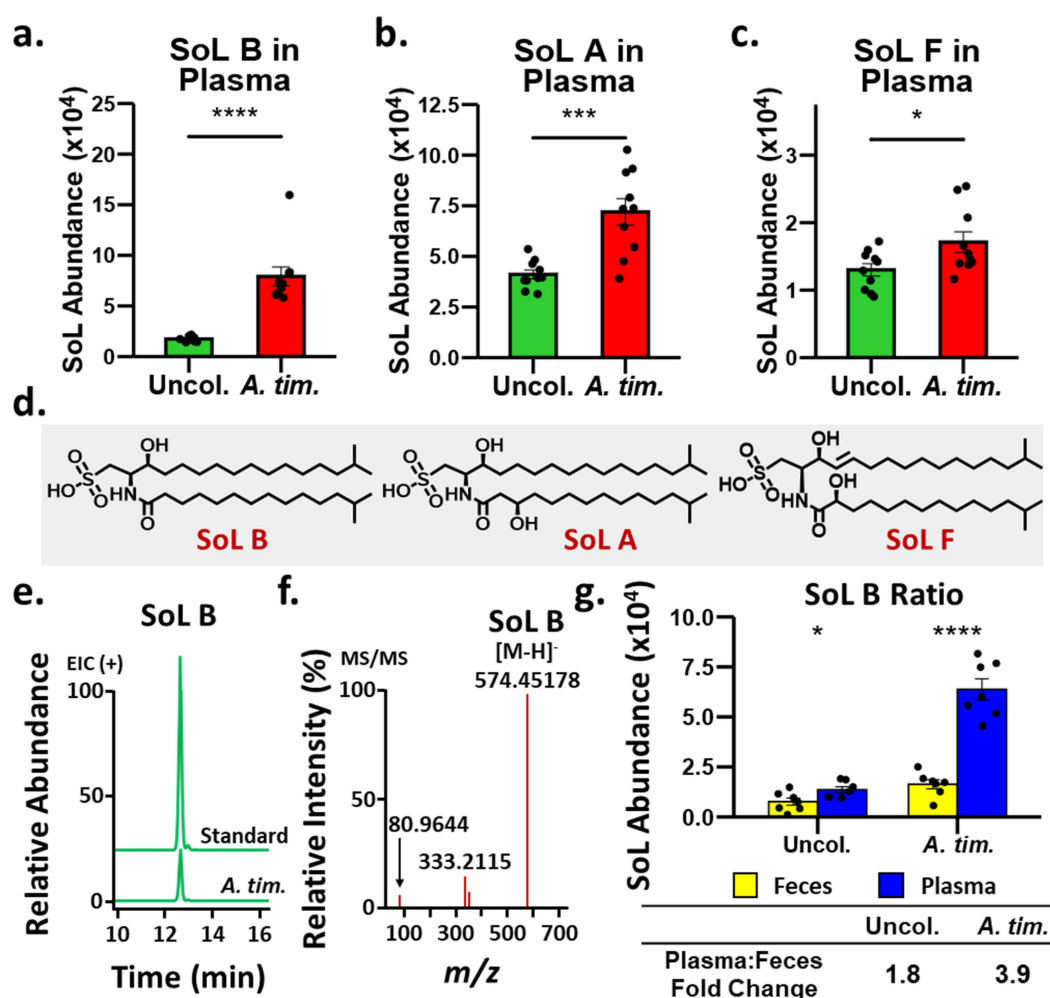 a.
SoL B in
Plasma
****
SoL Abundance (x10⁴)
25
20
15
10
5
0
Uncol. A. tim.
b.
SoL A in
Plasma
***
SoL Abundance (x10⁴)
12.5
10.0
7.5
5.0
2.5
0.0
Uncol. A. tim.
c.
SoL F in
Plasma
*
SoL Abundance (x10⁴)
3
2
1
0
Uncol. A. tim.
d.
OH
O
S
HO
O
HN
O
SoL B
OH
O
S
HO
O
HN
O
OH
SoL A
OH
O
S
HO
O
HN
OH
O
SoL F
e.
SoL B
EIC (+)
Relative Abundance
100
50
0
Standard
A. tim.
10 12 14 16
Time (min)
f.
SoL B
[M-H]⁻
MS/MS
574.45178
Relative Intensity (%)
100
50
0
80.9644
333.2115
100 300 500 700
m/z
g.
SoL B Ratio
SoL Abundance (x10⁴)
10.0
7.5
5.0
2.5
0.0
*
****
Uncol. A. tim.
Feces Plasma
Uncol. A. tim.
Plasma:Feces
Fold Change
1.8 3.9